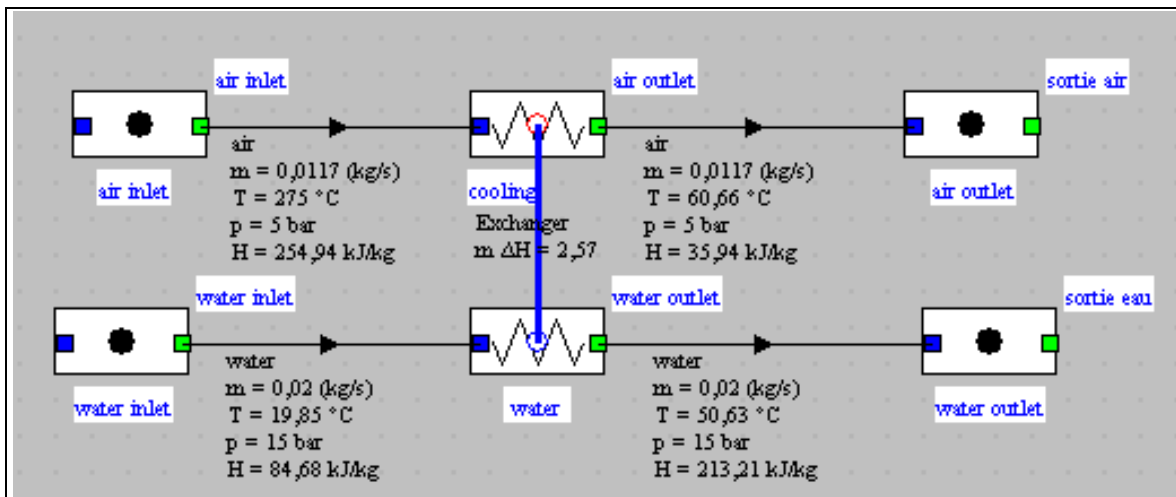 air inlet
air outlet
sortie air
air
m = 0,0117 (kg/s)
T = 275 °C
p = 5 bar
H = 254,94 kJ/kg
air inlet
cooling
Exchanger
m ΔH = 2,57
air
m = 0,0117 (kg/s)
T = 60,66 °C
p = 5 bar
H = 35,94 kJ/kg
air outlet
water inlet
water outlet
sortie eau
water
m = 0,02 (kg/s)
T = 19,85 °C
p = 15 bar
H = 84,68 kJ/kg
water inlet
water
water
m = 0,02 (kg/s)
T = 50,63 °C
p = 15 bar
H = 213,21 kJ/kg
water outlet